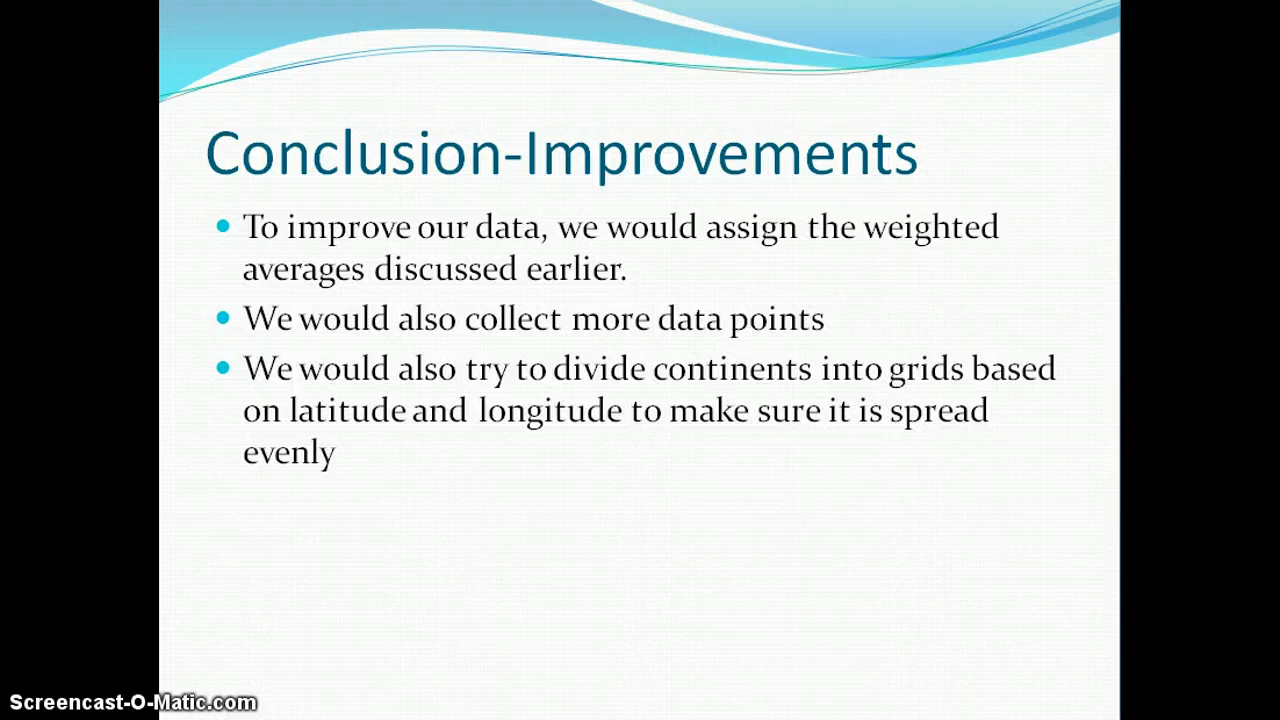 Conclusion-Improvements
To improve our data, we would assign the weighted
averages discussed earlier.
We would also collect more data points
We would also try to divide continents into grids based
on latitude and longitude to make sure it is spread
evenly
Screencast-O-Matic.com